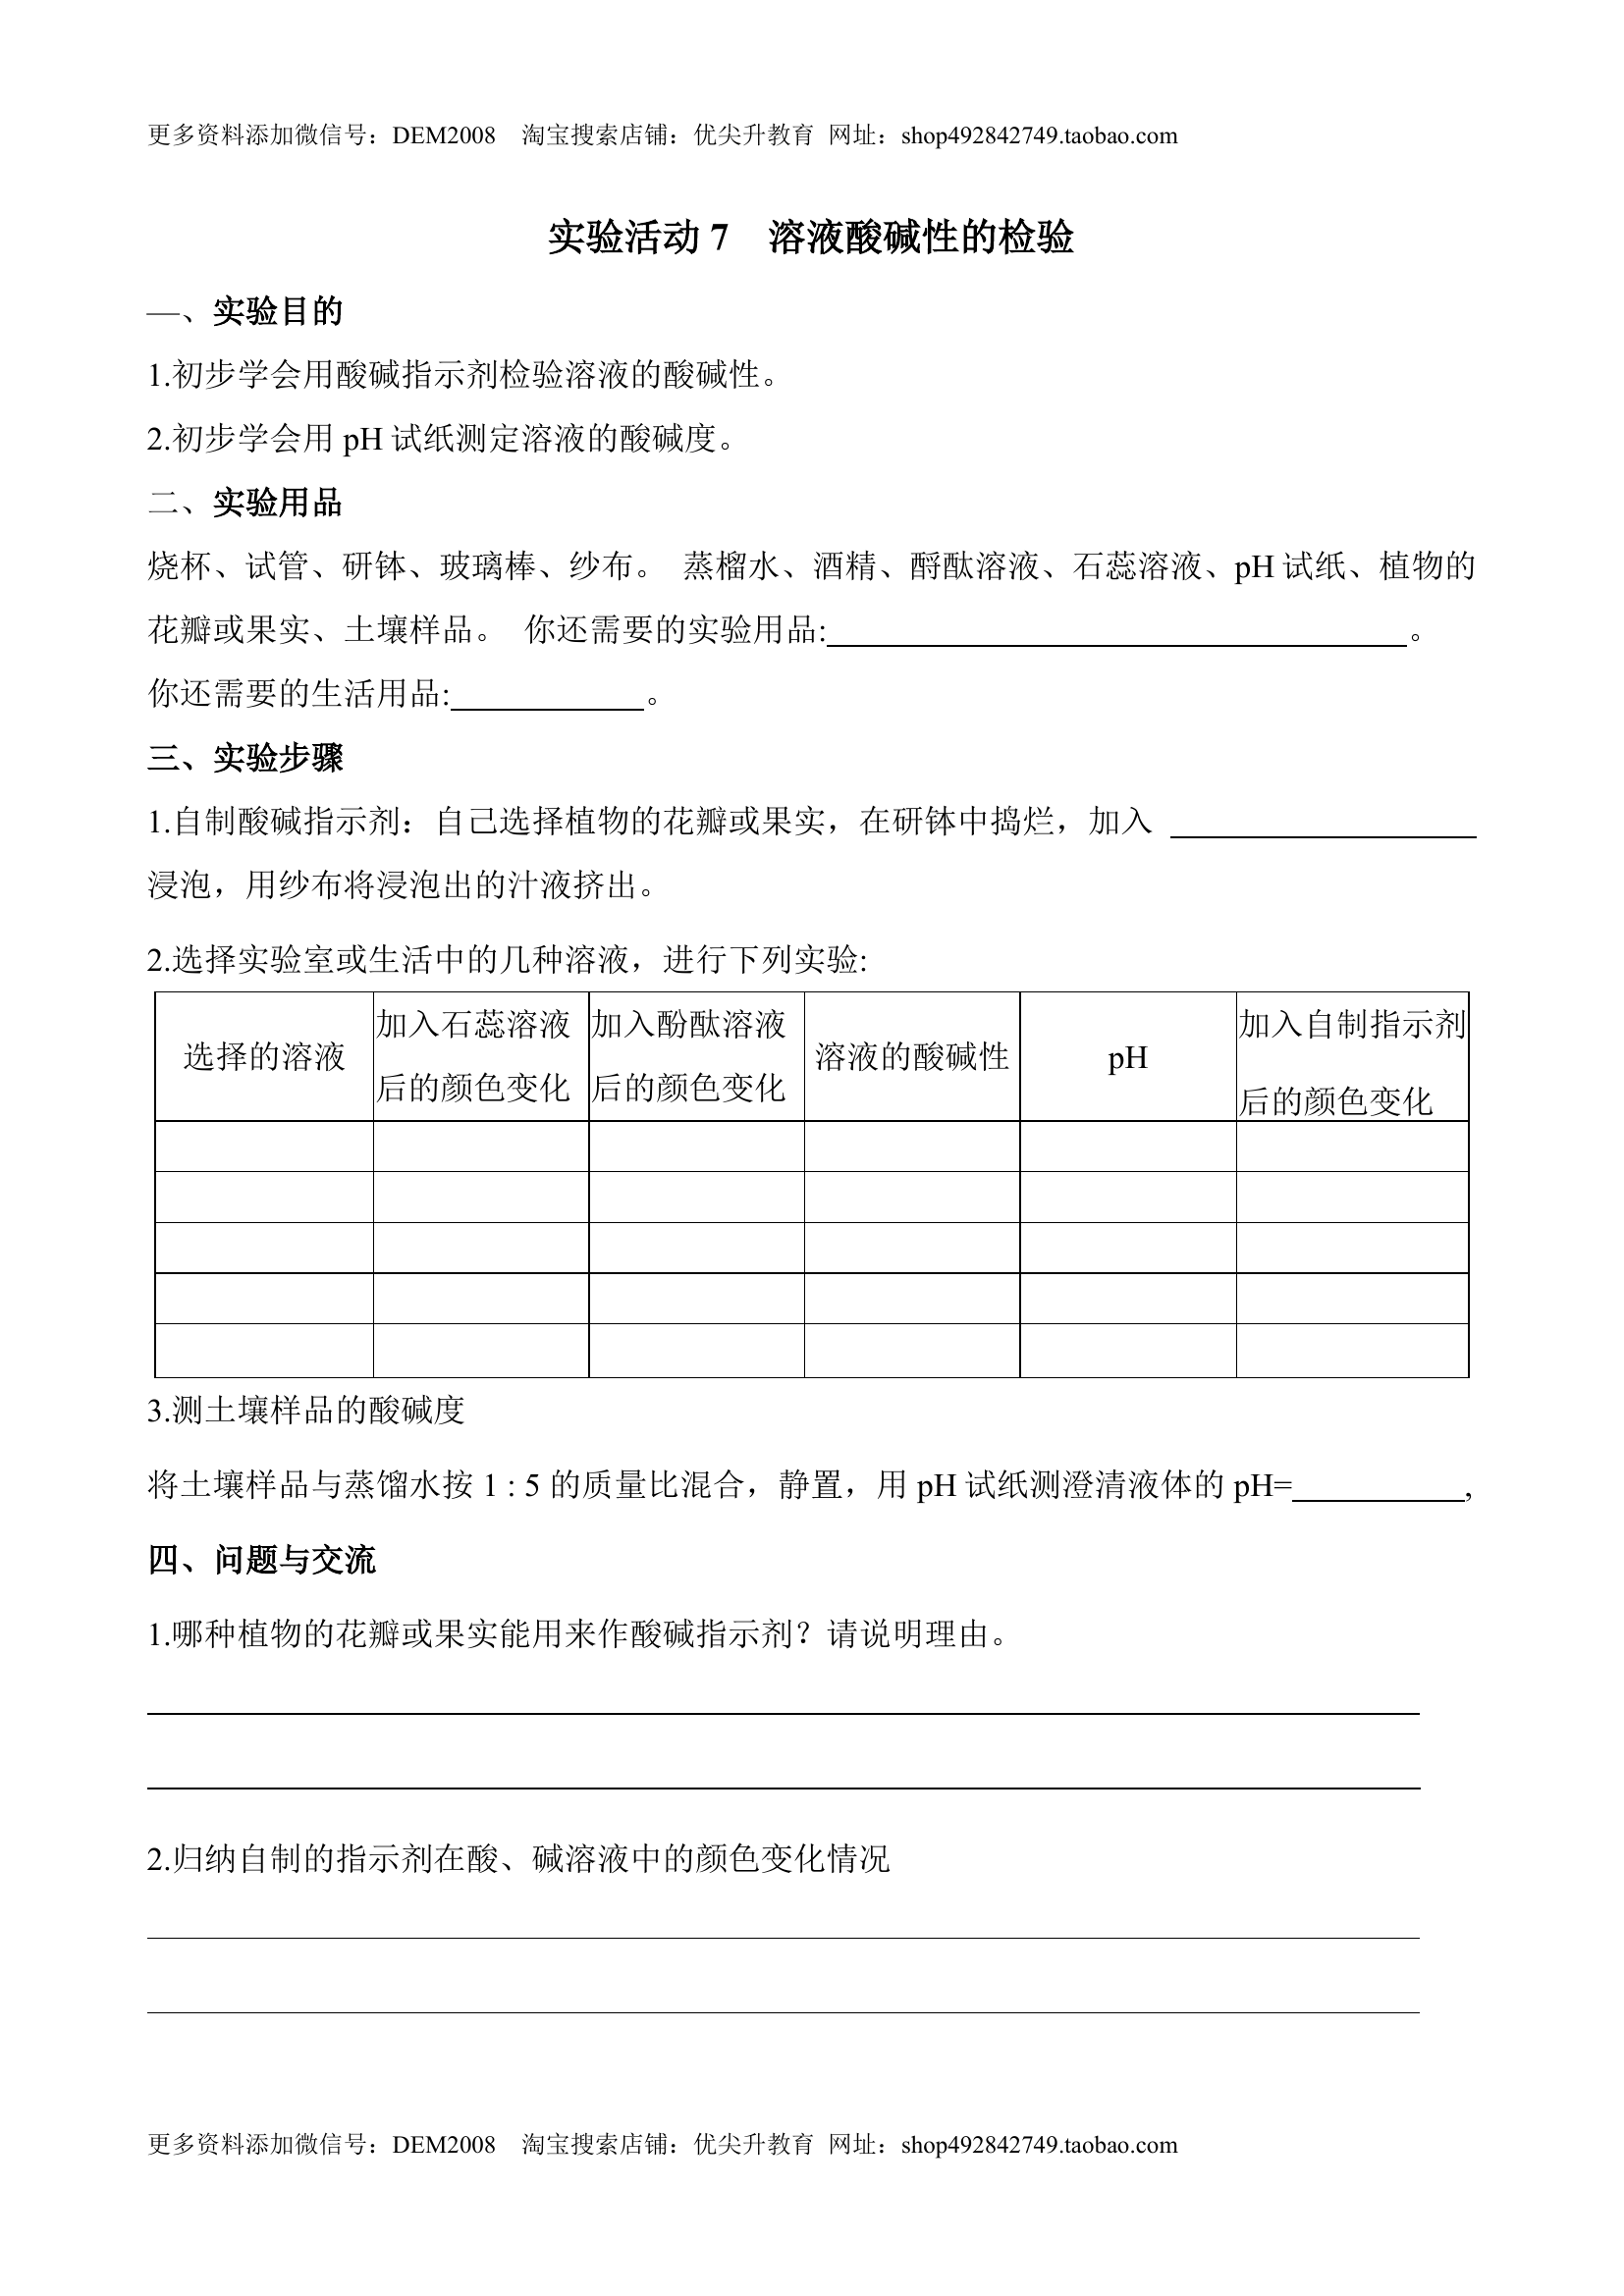 更多资料添加微信号：DEM2008　淘宝搜索店铺：优尖升教育 网址：shop492842749.taobao.com
实验活动 7　溶液酸碱性的检验
—、实验目的
1.初步学会用酸碱指示剂检验溶液的酸碱性。
2.初步学会用 pH 试纸测定溶液的酸碱度。
二、实验用品
烧杯、试管、研钵、玻璃棒、纱布。 蒸榴水、酒精、酹酞溶液、石蕊溶液、pH 试纸、植物的
花瓣或果实、土壤样品。 你还需要的实验用品:。
你还需要的生活用品:。
三、实验步骤
1.自制酸碱指示剂：自己选择植物的花瓣或果实，在研钵中捣烂，加入
浸泡，用纱布将浸泡出的汁液挤出。
2.选择实验室或生活中的几种溶液，进行下列实验:
选择的溶液
加入石蕊溶液
后的颜色变化
加入酚酞溶液
后的颜色变化
溶液的酸碱性
pH
加入自制指示剂
后的颜色变化
3.测土壤样品的酸碱度
将土壤样品与蒸馏水按 1 : 5 的质量比混合，静置，用 pH 试纸测澄清液体的 pH=,
四、问题与交流
1.哪种植物的花瓣或果实能用来作酸碱指示剂？请说明理由。
2.归纳自制的指示剂在酸、碱溶液中的颜色变化情况
更多资料添加微信号：DEM2008　淘宝搜索店铺：优尖升教育 网址：shop492842749.taobao.com